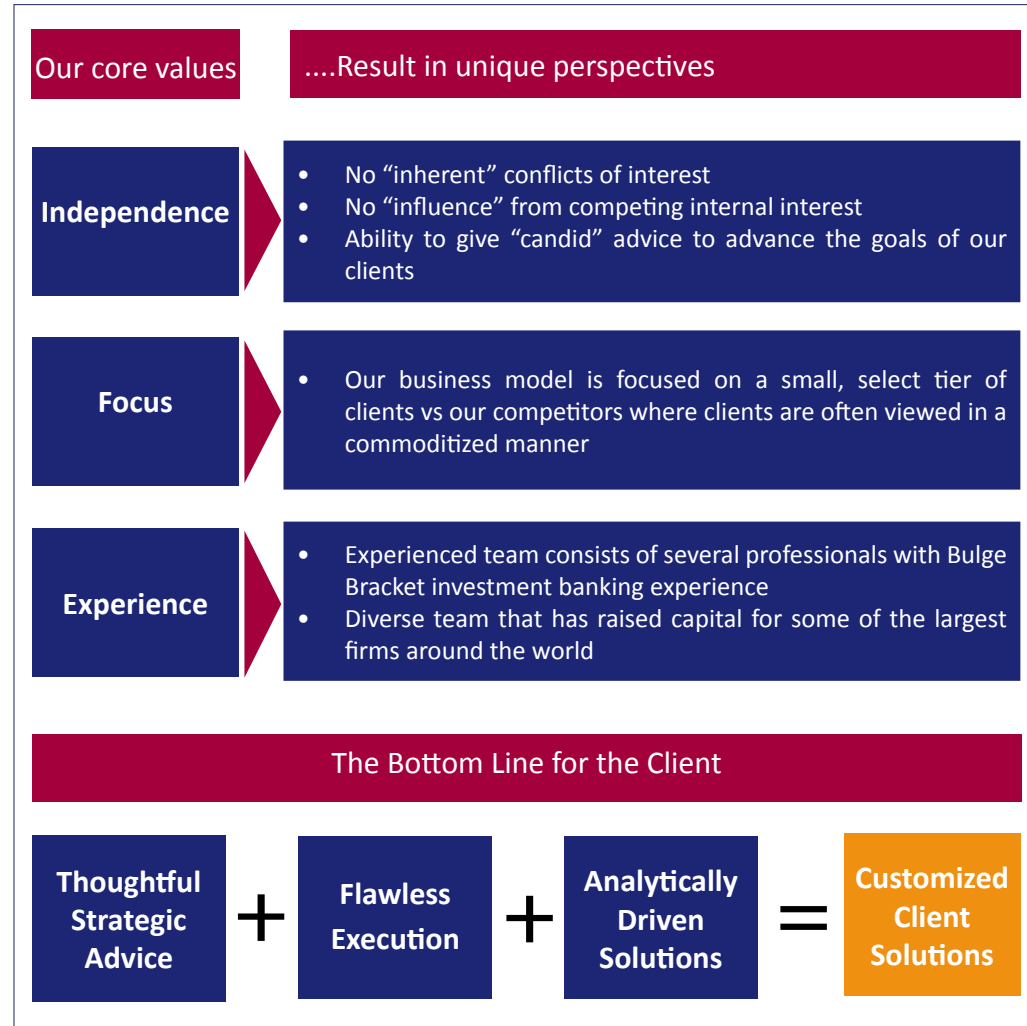 Our core values
....Result in unique perspectives
Independence
• No “inherent” conflicts of interest
• No “influence” from competing internal interest
• Ability to give “candid” advice to advance the goals of our
clients
Focus
• Our business model is focused on a small, select tier of
clients vs our competitors where clients are often viewed in a
commoditized manner
Experience
• Experienced team consists of several professionals with Bulge
Bracket investment banking experience
• Diverse team that has raised capital for some of the largest
firms around the world
The Bottom Line for the Client
Thoughtful
Strategic
Advice
+
Flawless
Execution
+
Analytically
Driven
Solutions
=
Customized
Client
Solutions